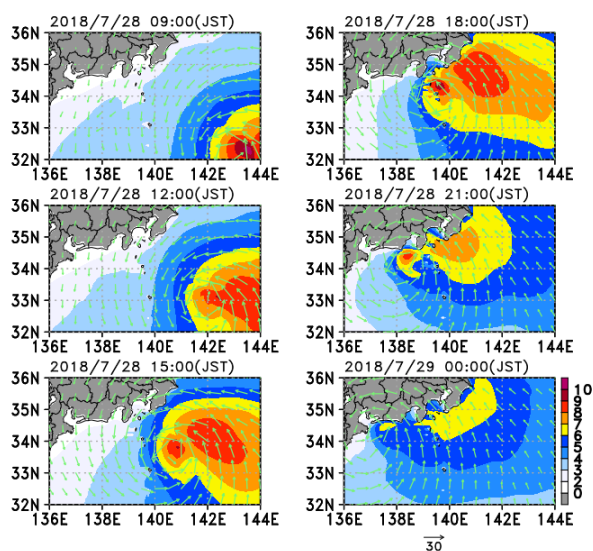 2018/7/28 09:00(JST)
36N
35N
34N
33N
32N
136E 138E 140E 142E 144E
2018/7/28 18:00(JST)
36N
35N
34N
33N
32N
136E 138E 140E 142E 144E
2018/7/28 12:00(JST)
36N
35N
34N
33N
32N
136E 138E 140E 142E 144E
2018/7/28 21:00(JST)
36N
35N
34N
33N
32N
136E 138E 140E 142E 144E
2018/7/28 15:00(JST)
36N
35N
34N
33N
32N
136E 138E 140E 142E 144E
2018/7/29 00:00(JST)
36N
35N
34N
33N
32N
136E 138E 140E 142E 144E
10
9
8
7
6
5
4
3
2
0
30